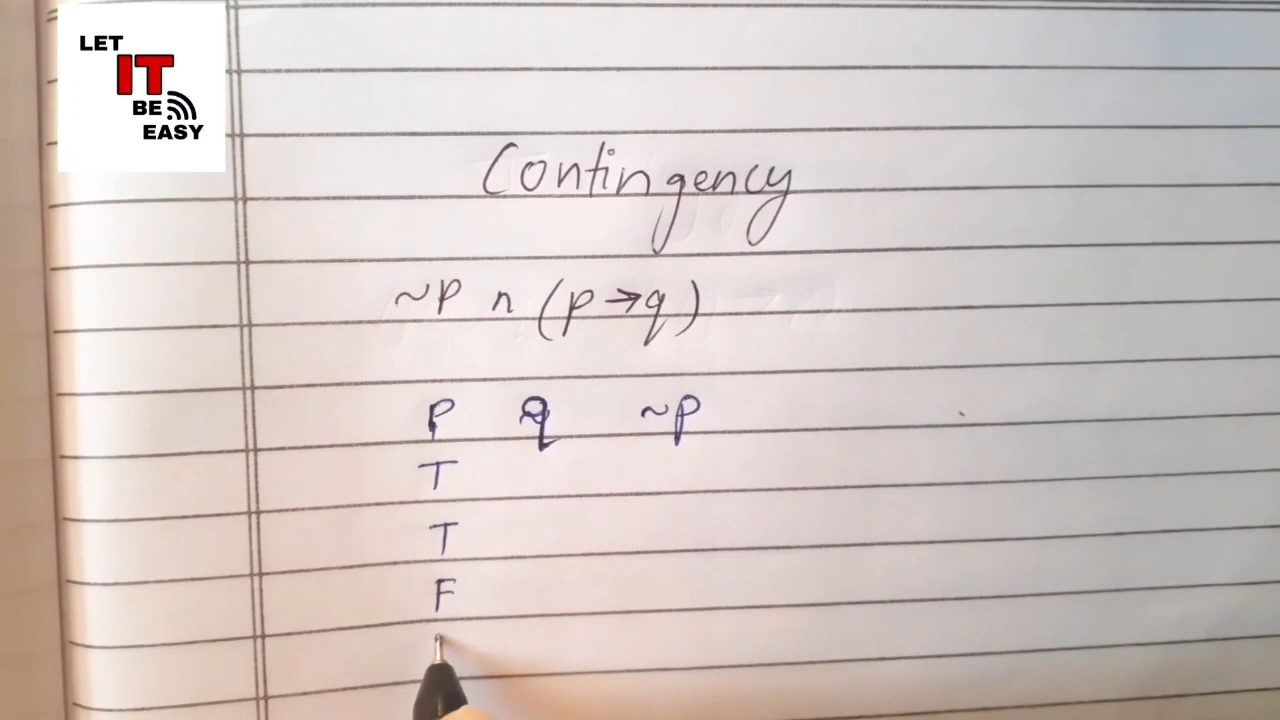 LET
IT
BE
EASY
Contingency
~p n (p→q)
P q ~p
T
T
F